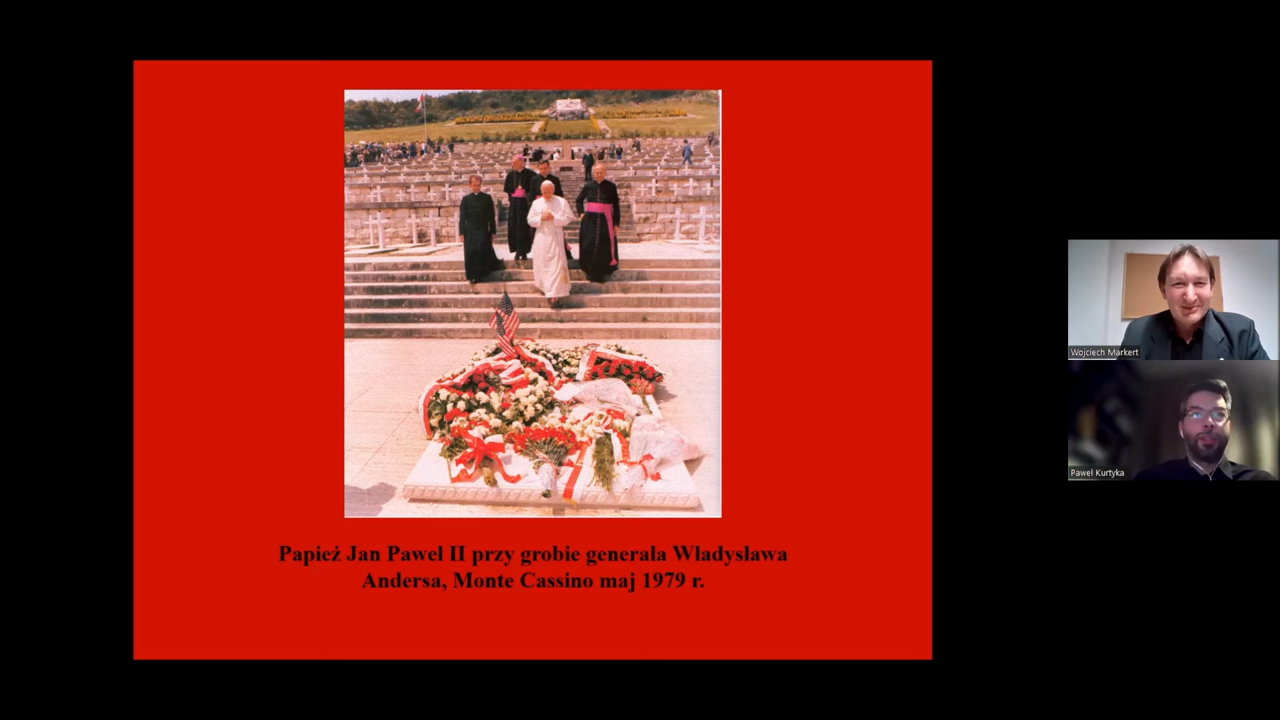 Papież Jan Paweł II przy grobie generała Władysława
Andersa, Monte Cassino maj 1979 r.
Wojciech Markert
Paweł Kurtyka